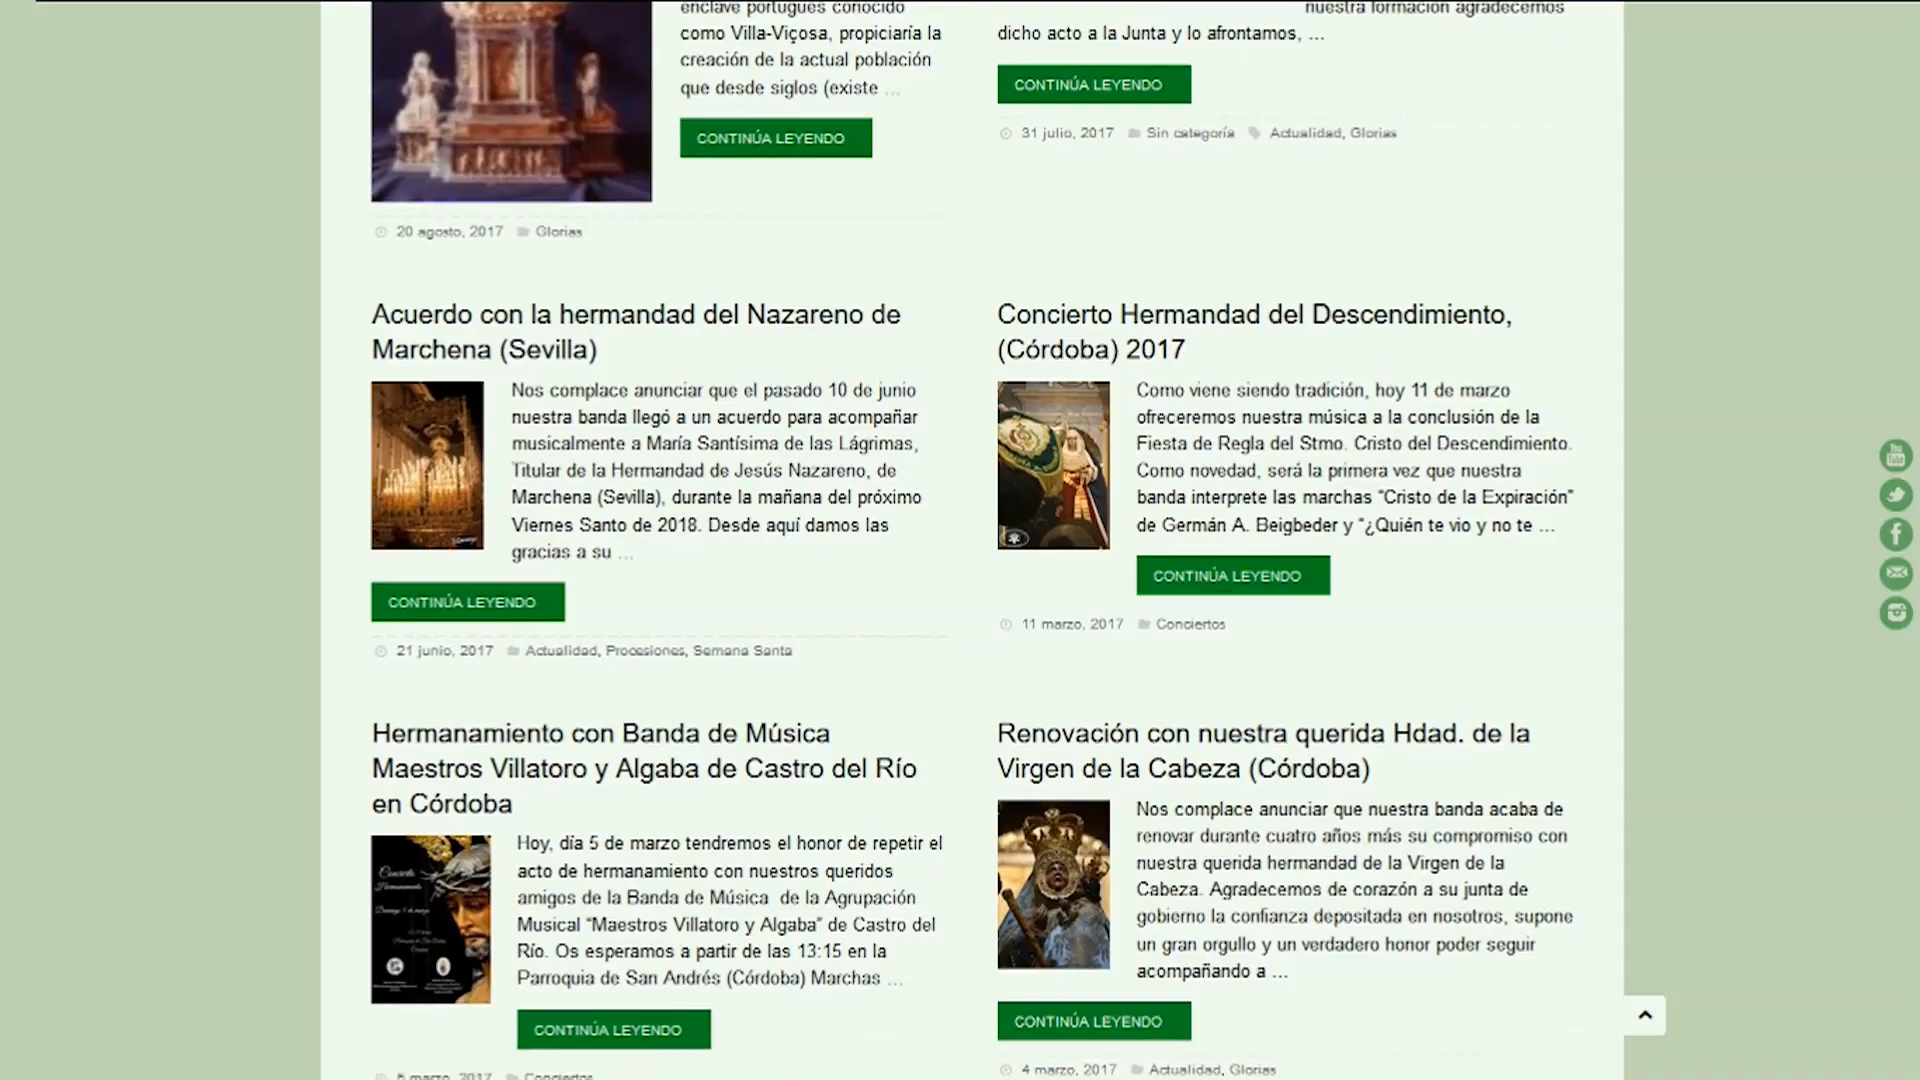 enclave portugués conocido
como Villa-Viçosa, propiciaría la
creación de la actual población
que desde siglos (existe ...
CONTINÚA LEYENDO
20 agosto, 2017 Glorias
nuestra formación agradecemos
dicho acto a la Junta y lo afrontamos, ...
CONTINÚA LEYENDO
31 julio, 2017 Sin categoría Actualidad, Glorias
Acuerdo con la hermandad del Nazareno de
Marchena (Sevilla)
Nos complace anunciar que el pasado 10 de junio
nuestra banda llegó a un acuerdo para acompañar
musicalmente a María Santísima de las Lágrimas,
Titular de la Hermandad de Jesús Nazareno, de
Marchena (Sevilla), durante la mañana del próximo
Viernes Santo de 2018. Desde aquí damos las
gracias a su ...
CONTINÚA LEYENDO
21 junio, 2017 Actualidad, Procesiones, Semana Santa
Concierto Hermandad del Descendimiento,
(Córdoba) 2017
Como viene siendo tradición, hoy 11 de marzo
ofreceremos nuestra música a la conclusión de la
Fiesta de Regla del Stmo. Cristo del Descendimiento.
Como novedad, será la primera vez que nuestra
banda interprete las marchas “Cristo de la Expiración”
de Germán A. Beigbeder y “¿Quién te vio y no te ...
CONTINÚA LEYENDO
11 marzo, 2017 Conciertos
Hermanamiento con Banda de Música
Maestros Villatoro y Algaba de Castro del Río
en Córdoba
Concierto
Hermanamiento
Hoy, día 5 de marzo tendremos el honor de repetir el
acto de hermanamiento con nuestros queridos
amigos de la Banda de Música de la Agrupación
Musical “Maestros Villatoro y Algaba” de Castro del
Río. Os esperamos a partir de las 13:15 en la
Parroquia de San Andrés (Córdoba) Marchas ...
CONTINÚA LEYENDO
5 marzo, 2017 Conciertos
Renovación con nuestra querida Hdad. de la
Virgen de la Cabeza (Córdoba)
Nos complace anunciar que nuestra banda acaba de
renovar durante cuatro años más su compromiso con
nuestra querida hermandad de la Virgen de la
Cabeza. Agradecemos de corazón a su junta de
gobierno la confianza depositada en nosotros, supone
un gran orgullo y un verdadero honor poder seguir
acompañando a ...
CONTINÚA LEYENDO
4 marzo, 2017 Actualidad, Glorias